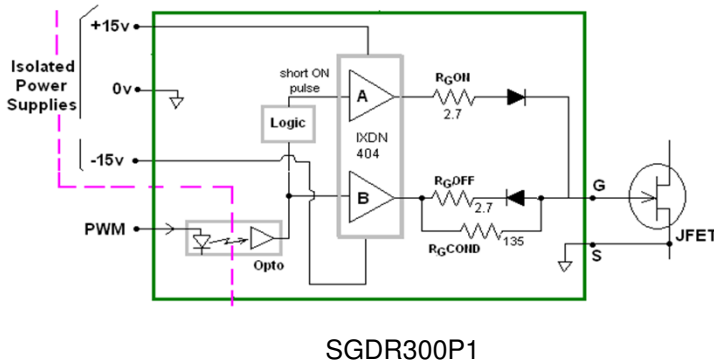 +15v
Isolated
Power
Supplies
0v
-15v
PWM
short ON
pulse
Logic
Opto
A
IXDN
404
B
RGON
2.7
RGOFF
2.7
RGCOND
135
G
S
JFET
SGDR300P1